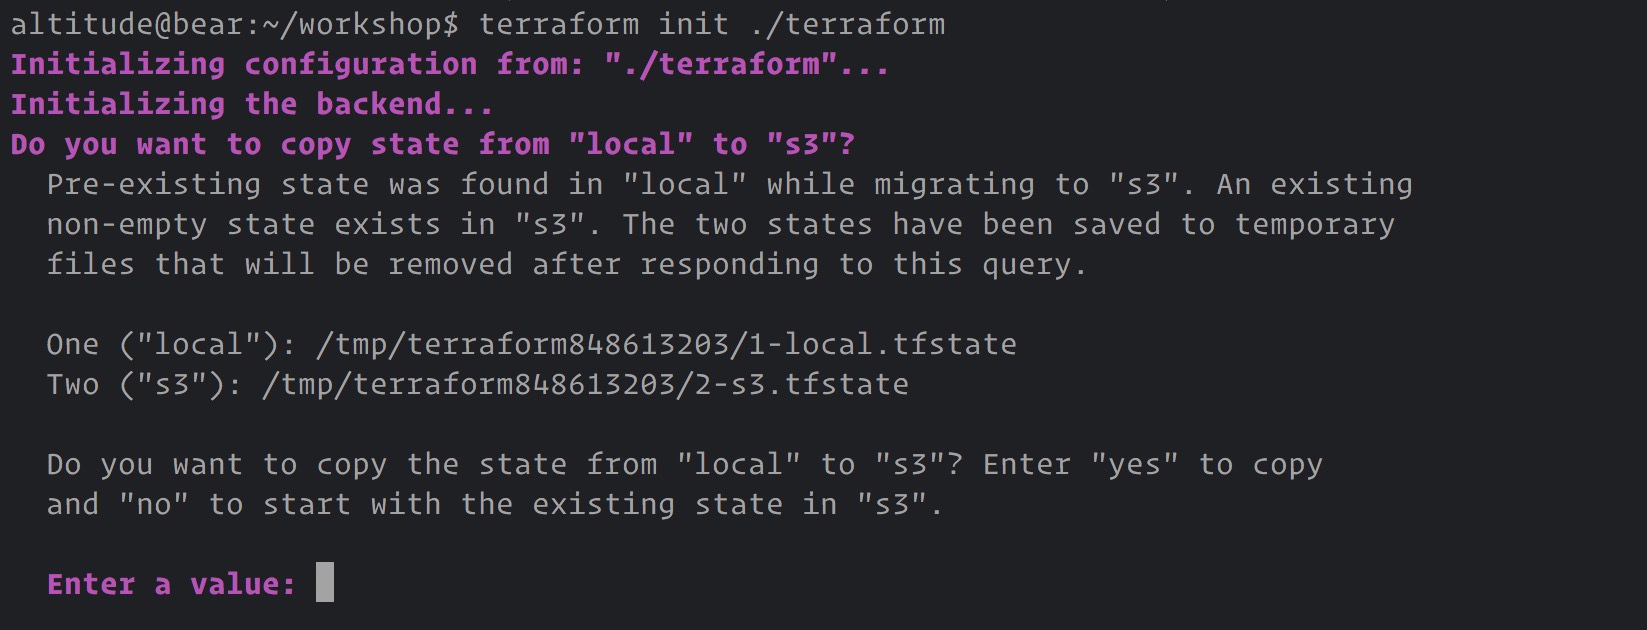 altitude@bear:~/workshop$ terraform init ./terraform
Initializing configuration from: "./terraform"...
Initializing the backend...
Do you want to copy state from "local" to "s3"?
Pre-existing state was found in "local" while migrating to "s3". An existing
non-empty state exists in "s3". The two states have been saved to temporary
files that will be removed after responding to this query.
One ("local"): /tmp/terraform848613203/1-local.tfstate
Two ("s3"): /tmp/terraform848613203/2-s3.tfstate
Do you want to copy the state from "local" to "s3"? Enter "yes" to copy
and "no" to start with the existing state in "s3".
Enter a value: